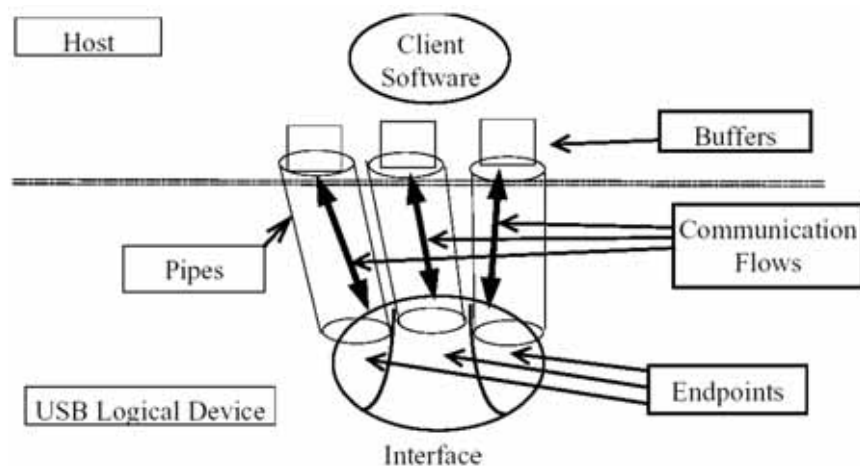 Host
Client
Software
Buffers
Communication
Flows
Pipes
Endpoints
USB Logical Device
Interface